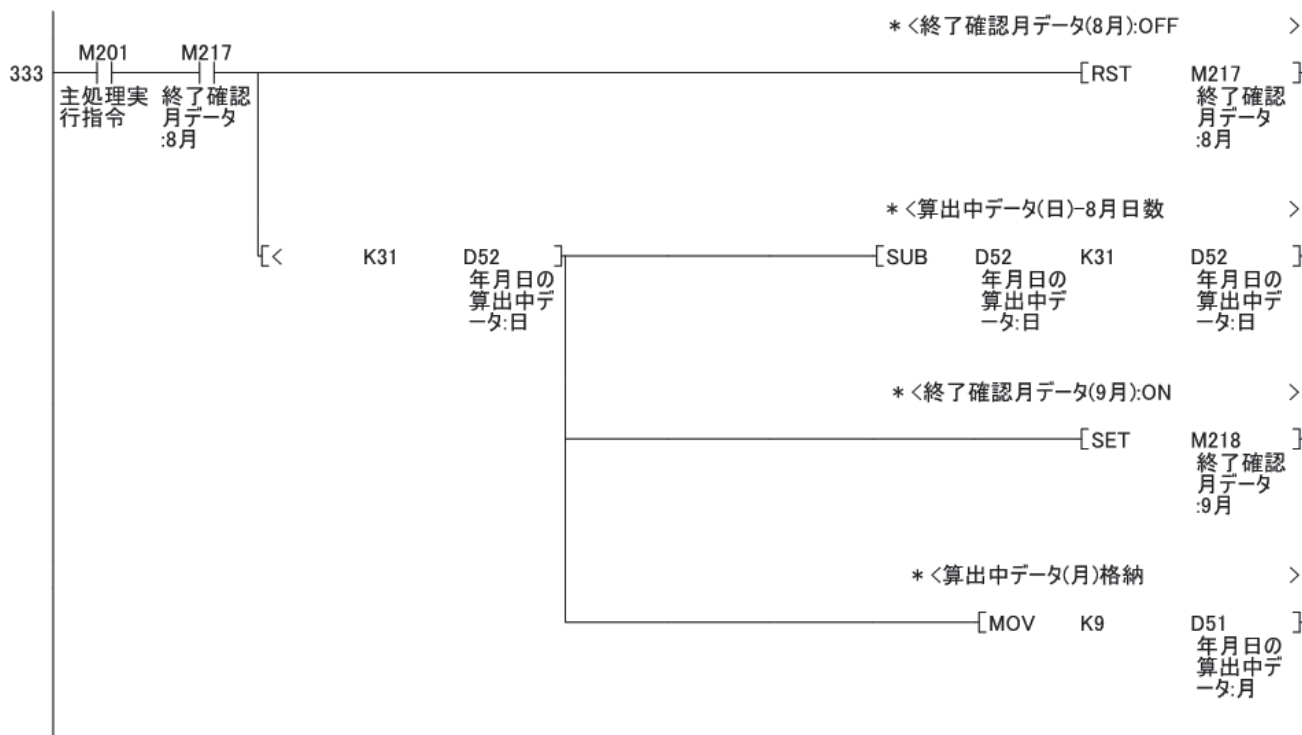 *<終了確認月データ(8月):OFF >
M201 M217
333 [RST M217 ]
主処理実 終了確認 終了確認
行指令 月データ 月データ
:8月 :8月
*<算出中データ(日)-8月日数 >
[< K31 D52 ] [SUB D52 K31 D52 ]
年月日の 年月日の 年月日の
算出中デ 算出中デ 算出中デ
ータ:日 ータ:日 ータ:日
*<終了確認月データ(9月):ON >
[SET M218 ]
終了確認
月データ
:9月
*<算出中データ(月)格納 >
[MOV K9 D51 ]
年月日の
算出中デ
ータ:月